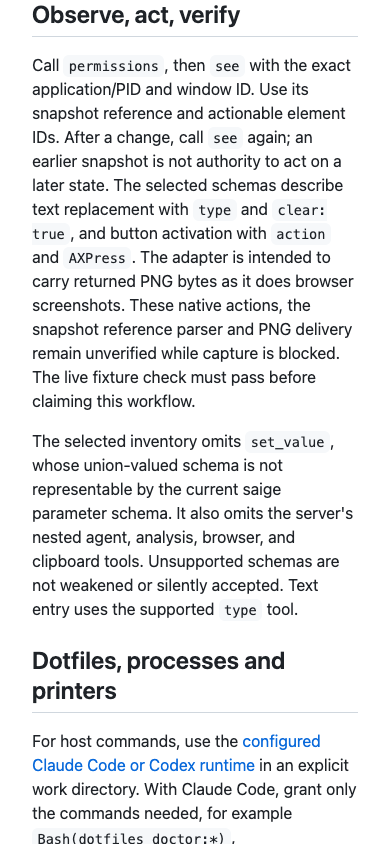 Observe, act, verify
Call permissions, then see with the exact
application/PID and window ID. Use its
snapshot reference and actionable element
IDs. After a change, call see again; an
earlier snapshot is not authority to act on a
later state. The selected schemas describe
text replacement with type and clear:
true, and button activation with action
and AXPress. The adapter is intended to
carry returned PNG bytes as it does browser
screenshots. These native actions, the
snapshot reference parser and PNG delivery
remain unverified while capture is blocked.
The live fixture check must pass before
claiming this workflow.
The selected inventory omits set_value,
whose union-valued schema is not
representable by the current saige
parameter schema. It also omits the server's
nested agent, analysis, browser, and
clipboard tools. Unsupported schemas are
not weakened or silently accepted. Text
entry uses the supported type tool.
Dotfiles, processes and
printers
For host commands, use the configured
Claude Code or Codex runtime in an explicit
work directory. With Claude Code, grant only
the commands needed, for example
Bash(dotfiles doctor:*),